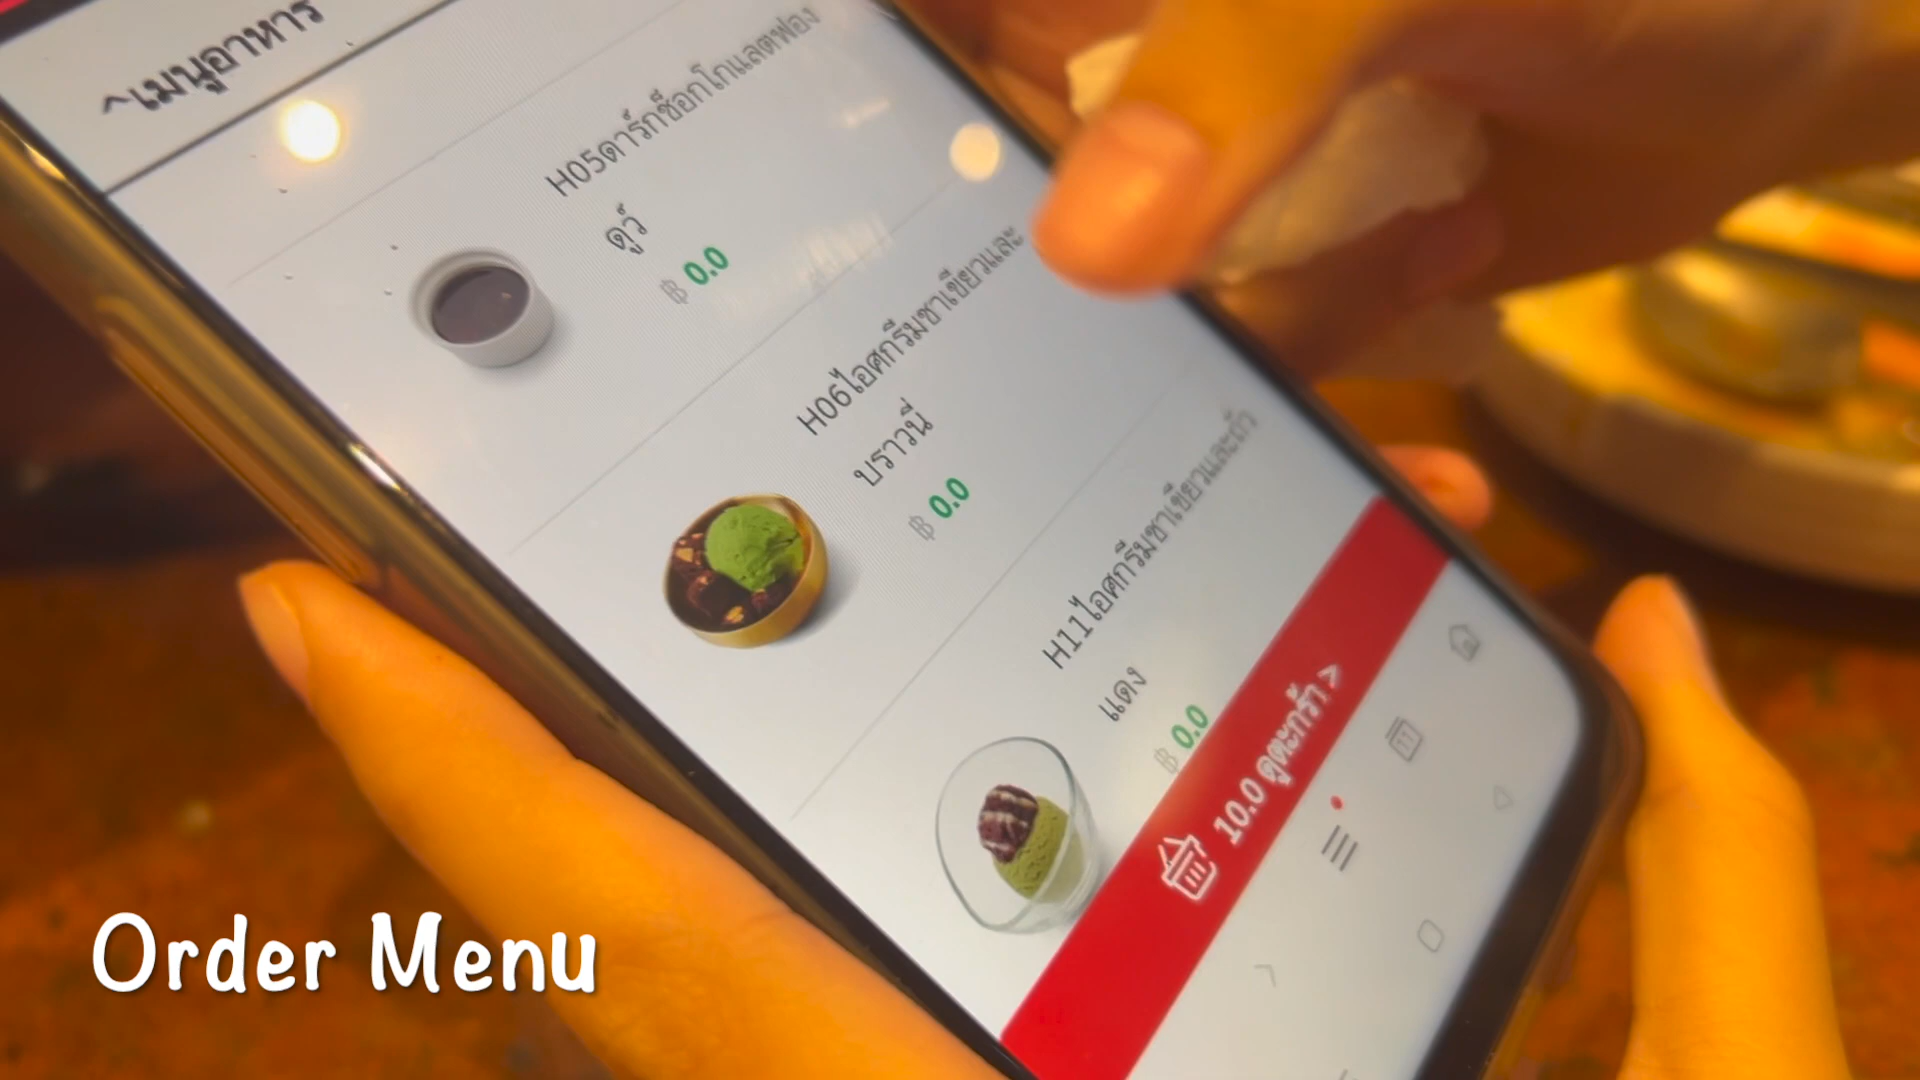 ^เมนูอาหาร
H05ดาร์กช็อกโกแลตฟอง
ดูว์
฿ 0.0
H06ไอศกรีมชาเขียวและ
บราวนี่
฿ 0.0
H11ไอศกรีมชาเขียวและถั่ว
แดง
฿ 0.0
10.0 ดูตะกร้า >
Order Menu